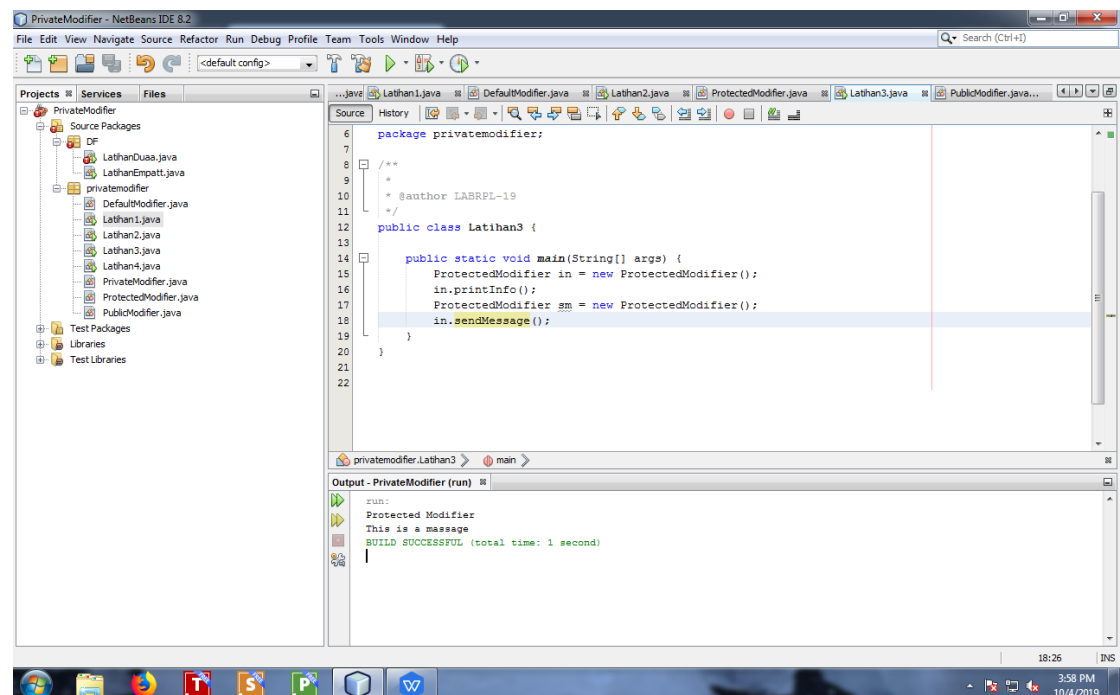 PrivateModifier - NetBeans IDE 8.2
File Edit View Navigate Source Refactor Run Debug Profile Team Tools Window Help
Search (Ctrl+I)
<default config>
Projects Services Files
...java Latihan1.java DefaultModifier.java Latihan2.java ProtectedModifier.java Latihan3.java PublicModifier.java...
PrivateModifier
Source Packages
DF
LatihanDuaa.java
LatihanEmpatt.java
privatemodifier
DefaultModifier.java
Latihan1.java
Latihan2.java
Latihan3.java
Latihan4.java
PrivateModifier.java
ProtectedModifier.java
PublicModifier.java
Test Packages
Libraries
Test Libraries
Source History
6 package privatemodifier;
7
8 /**
9 *
10 * @author LABRPL-19
11 */
12 public class Latihan3 {
13
14 public static void main(String[] args) {
15 ProtectedModifier in = new ProtectedModifier();
16 in.printInfo();
17 ProtectedModifier sm = new ProtectedModifier();
18 in.sendMessage();
19 }
20 }
21
22
privatemodifier.Latihan3 main
Output - PrivateModifier (run)
run:
Protected Modifier
This is a massage
BUILD SUCCESSFUL (total time: 1 second)
18:26 INS
T S P W
3:58 PM
10/4/2019